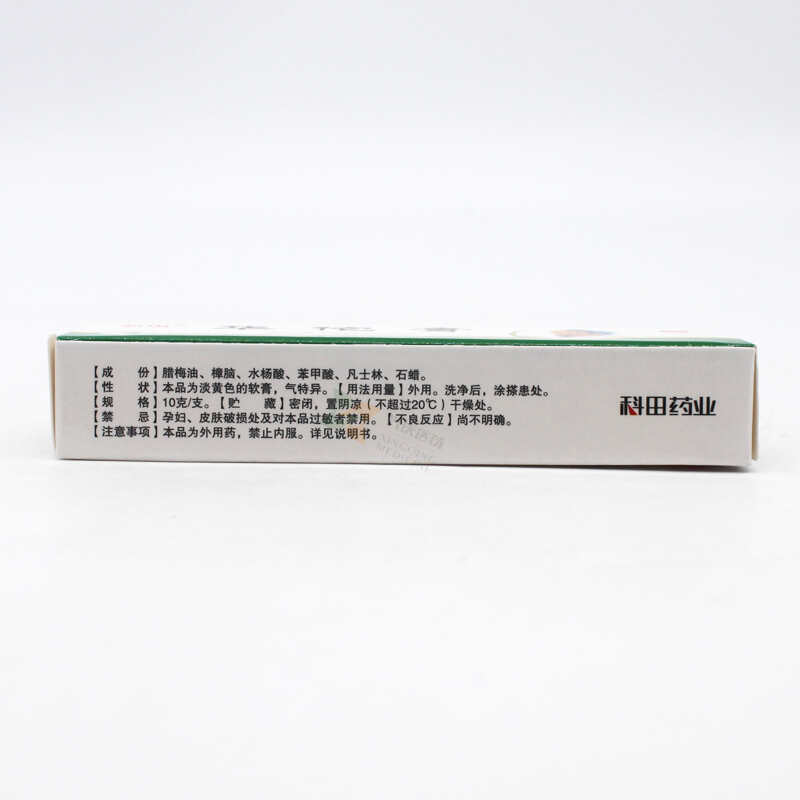 华佗膏
【成 份】腊梅油、樟脑、水杨酸、苯甲酸、凡士林、石蜡。
【性 状】本品为淡黄色的软膏，气特异。【用法用量】外用。洗净后，涂搽患处。
【规 格】10克/支。【贮 藏】密闭，置阴凉（不超过20℃）干燥处。
【禁 忌】孕妇、皮肤破损处及对本品过敏者禁用。【不良反应】尚不明确。
【注意事项】本品为外用药，禁止内服。详见说明书。
科田药业